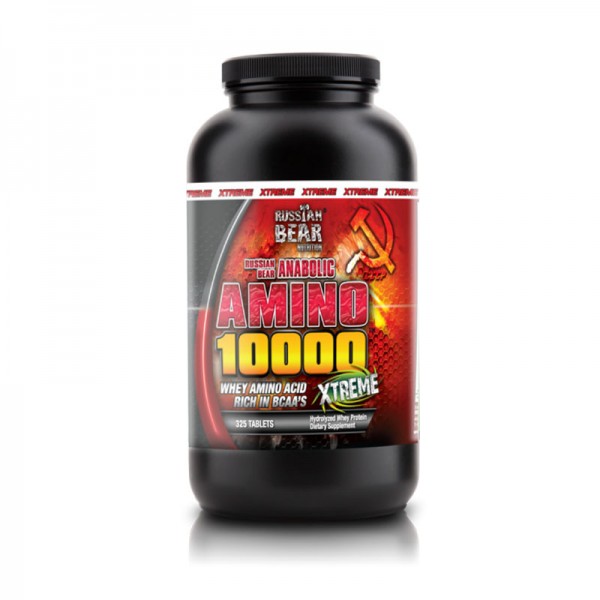 XTREME XTREME XTREME XTREME XTREME
RUSSIAN
BEAR
NUTRITION
RUSSIAN BEAR ANABOLIC
AMINO
10000
XTREME
WHEY AMINO ACID
RICH IN BCAA'S
325 TABLETS
Hydrolyzed Whey Protein
Dietary Supplement